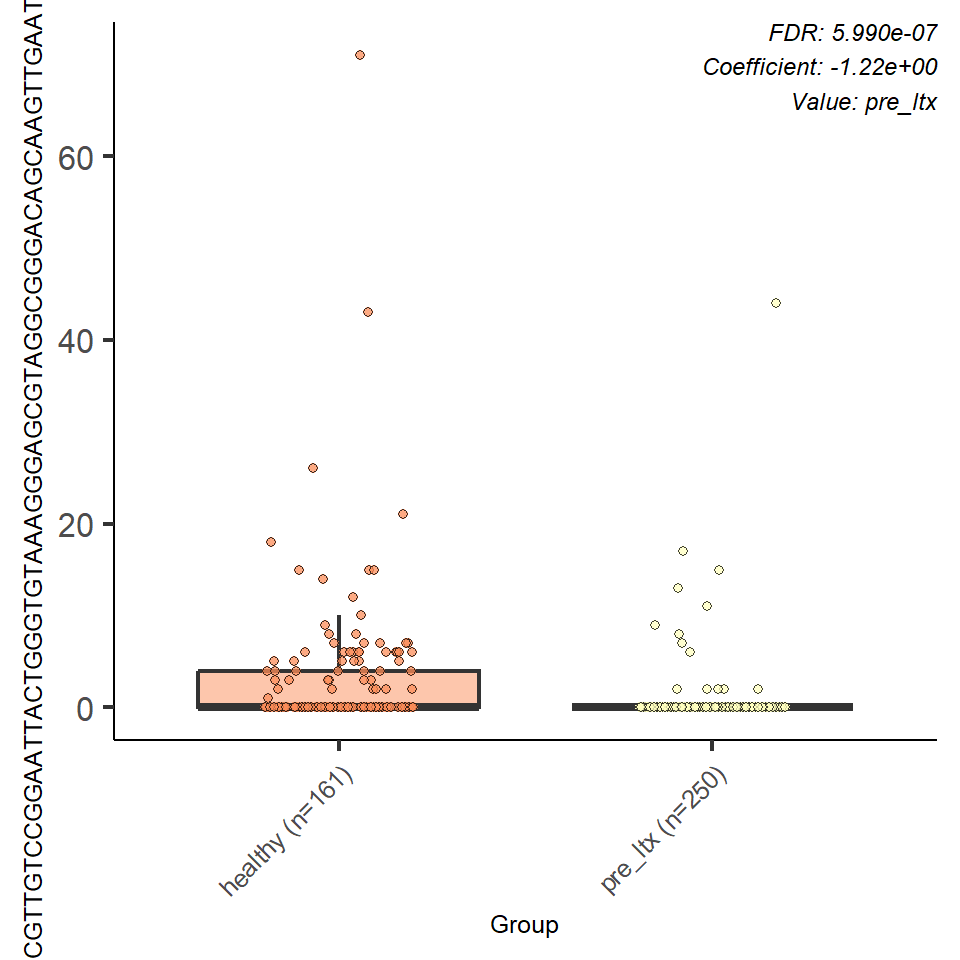 FDR: 5.990e-07
Coefficient: -1.22e+00
Value: pre_ltx
CGTTGTCCGGAATTACTGGGTGTAAAGGGAGCGTAGGCGGGACAGCAAGTTGAAT
60
40
20
0
healthy (n=161)
pre_ltx (n=250)
Group